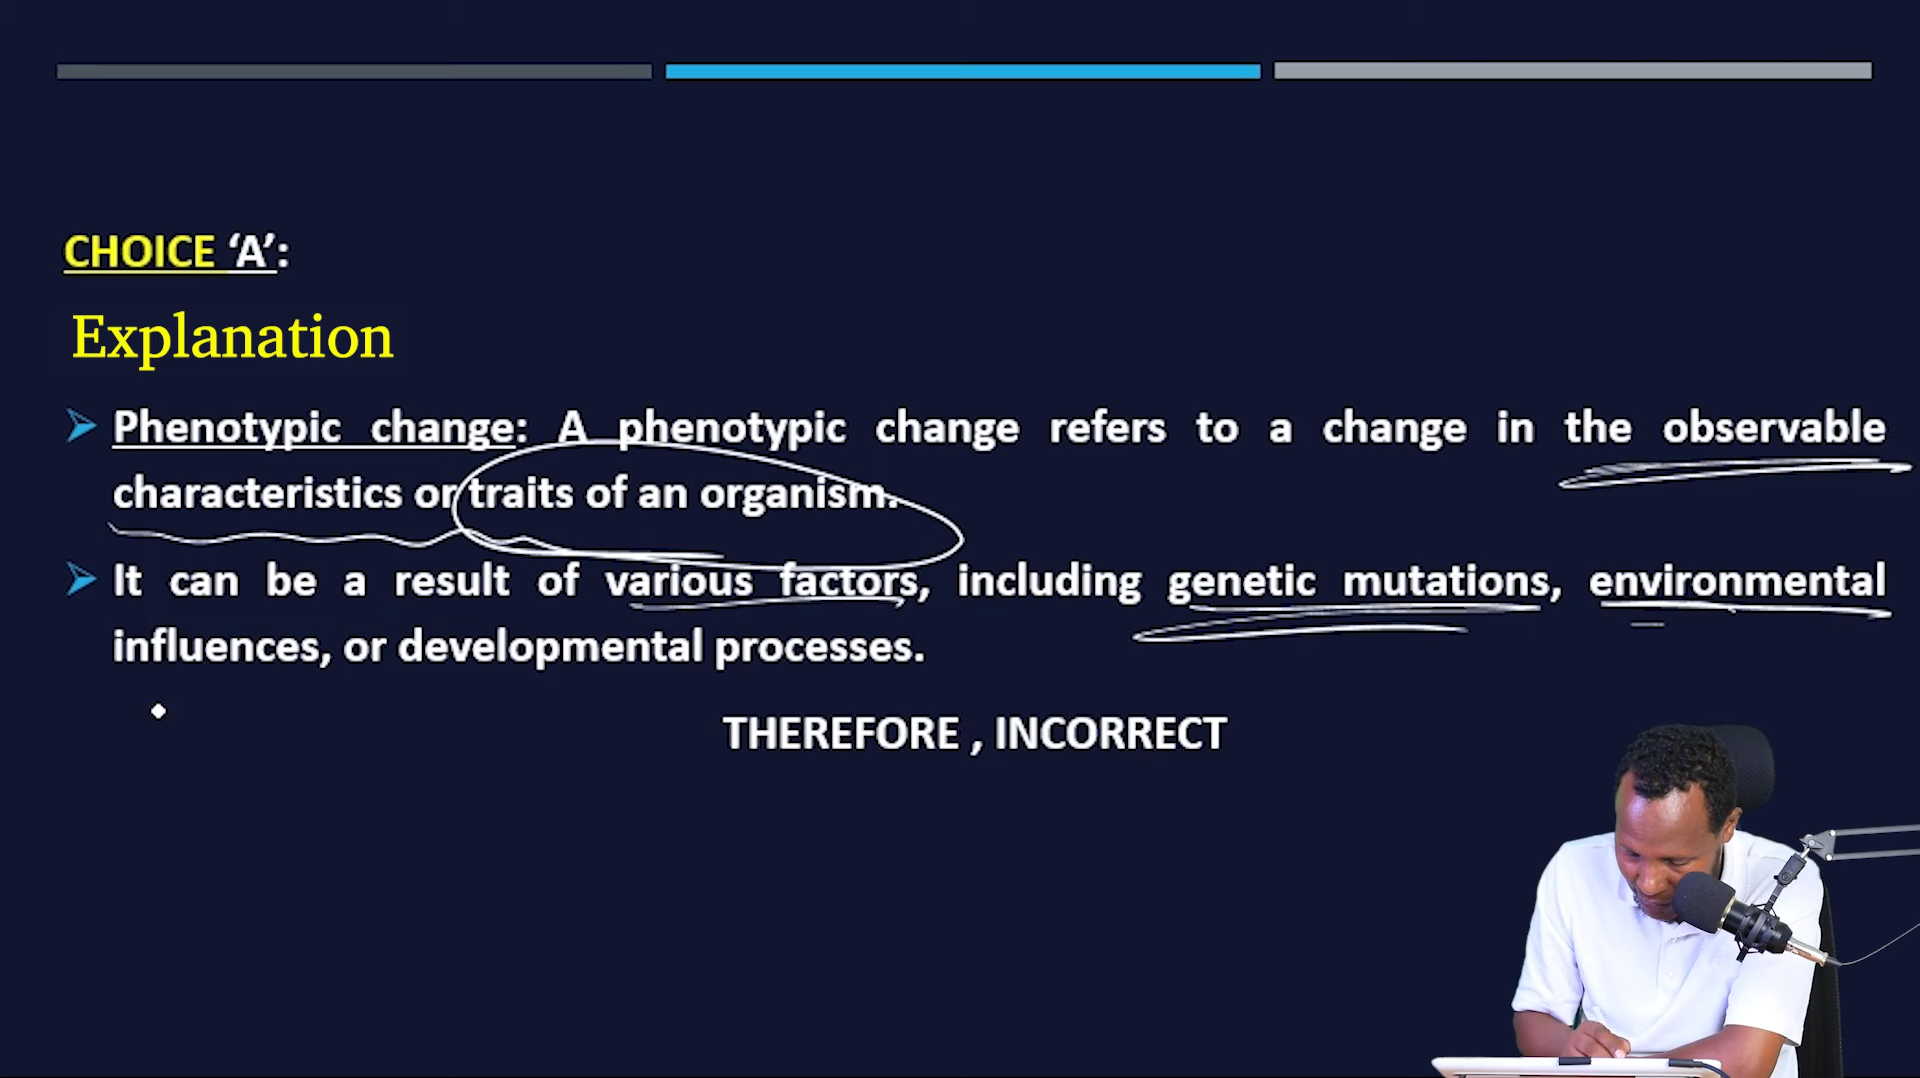 CHOICE ‘A’:
Explanation
Phenotypic change: A phenotypic change refers to a change in the observable
characteristics or traits of an organism.
It can be a result of various factors, including genetic mutations, environmental
influences, or developmental processes.
THEREFORE , INCORRECT